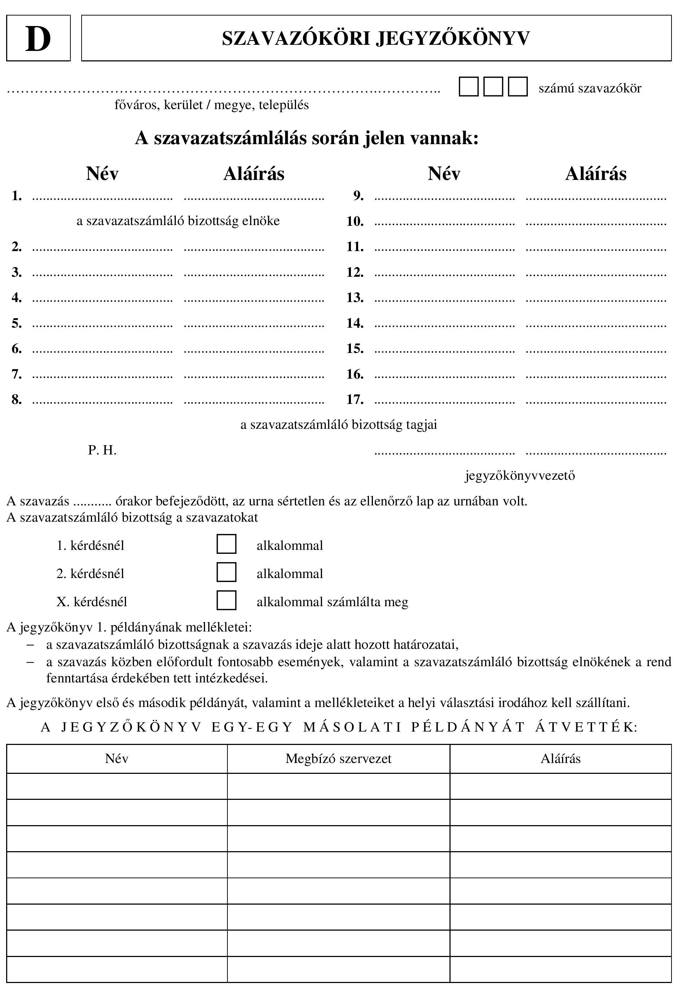 D SZAVAZÓKÖRI JEGYZŐKÖNYV
........................................................................ számú szavazókör
főváros, kerület / megye, település
A szavazatszámlálás során jelen vannak:
Név Aláírás Név Aláírás
1. ........................................ ........................................ 9. ........................................ ........................................
a szavazatszámláló bizottság elnöke 10. ........................................ ........................................
2. ........................................ ........................................ 11. ........................................ ........................................
3. ........................................ ........................................ 12. ........................................ ........................................
4. ........................................ ........................................ 13. ........................................ ........................................
5. ........................................ ........................................ 14. ........................................ ........................................
6. ........................................ ........................................ 15. ........................................ ........................................
7. ........................................ ........................................ 16. ........................................ ........................................
8. ........................................ ........................................ 17. ........................................ ........................................
a szavazatszámláló bizottság tagjai
P. H. ........................................ ........................................
jegyzőkönyvvezető
A szavazás ........... órakor befejeződött, az urna sértetlen és az ellenőrző lap az urnában volt.
A szavazatszámláló bizottság a szavazatokat
1. kérdésnél alkalommal
2. kérdésnél alkalommal
X. kérdésnél alkalommal számlálta meg
A jegyzőkönyv 1. példányának mellékletei:
– a szavazatszámláló bizottságnak a szavazás ideje alatt hozott határozatai,
– a szavazás közben előfordult fontosabb események, valamint a szavazatszámláló bizottság elnökének a rend
fenntartása érdekében tett intézkedései.
A jegyzőkönyv első és második példányát, valamint a mellékleteiket a helyi választási irodához kell szállítani.
A JEGYZŐKÖNYV EGY-EGY MÁSOLATI PÉLDÁNYÁT ÁTVETTÉK:
Név Megbízó szervezet Aláírás